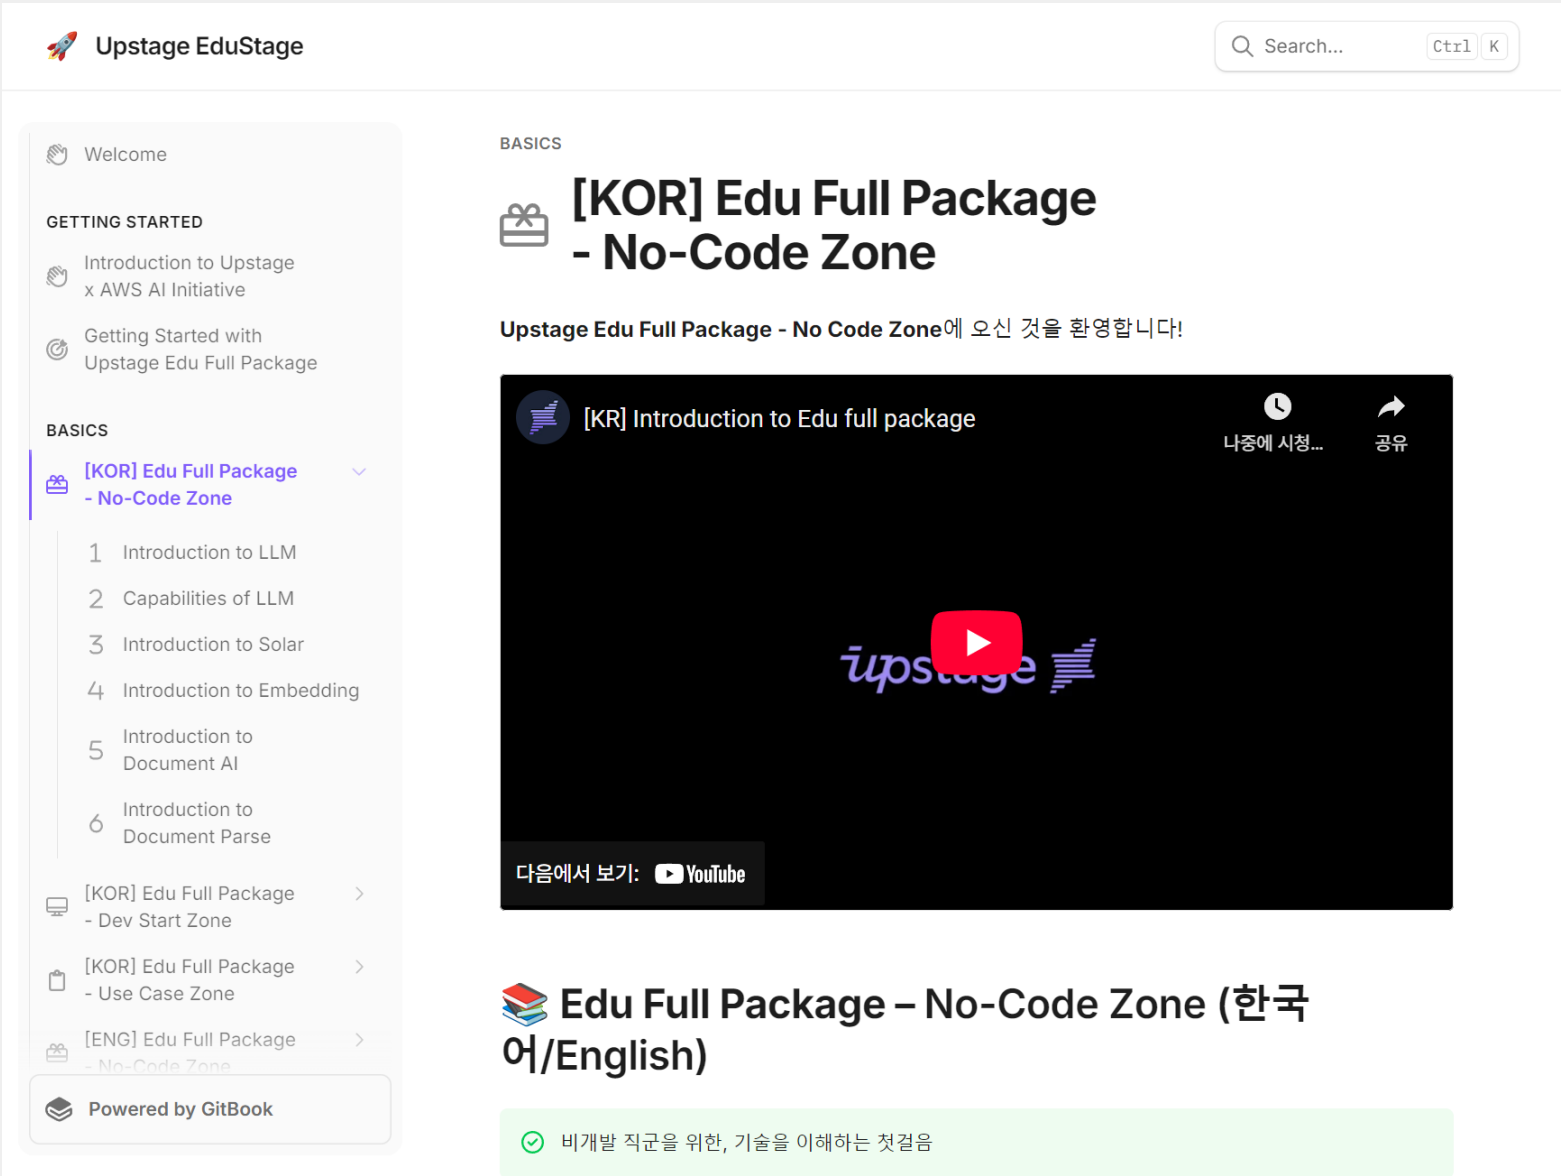 Upstage EduStage
Search...
Ctrl K
Welcome
GETTING STARTED
Introduction to Upstage
x AWS AI Initiative
Getting Started with
Upstage Edu Full Package
BASICS
[KOR] Edu Full Package
- No-Code Zone
1 Introduction to LLM
2 Capabilities of LLM
3 Introduction to Solar
4 Introduction to Embedding
5 Introduction to
Document AI
6 Introduction to
Document Parse
[KOR] Edu Full Package
- Dev Start Zone
[KOR] Edu Full Package
- Use Case Zone
[ENG] Edu Full Package
- No-Code Zone
Powered by GitBook
BASICS
[KOR] Edu Full Package
- No-Code Zone
Upstage Edu Full Package - No Code Zone에 오신 것을 환영합니다!
[KR] Introduction to Edu full package
나중에 시청...
공유
upstage
다음에서 보기: YouTube
Edu Full Package – No-Code Zone (한국
어/English)
비개발 직군을 위한, 기술을 이해하는 첫걸음